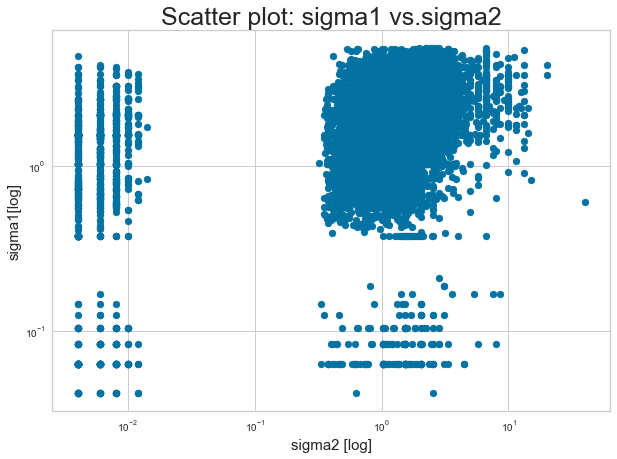 Scatter plot: sigma1 vs.sigma2
sigma1[log]
10⁰
10⁻¹
10⁻²
10⁻¹
10⁰
10¹
sigma2 [log]